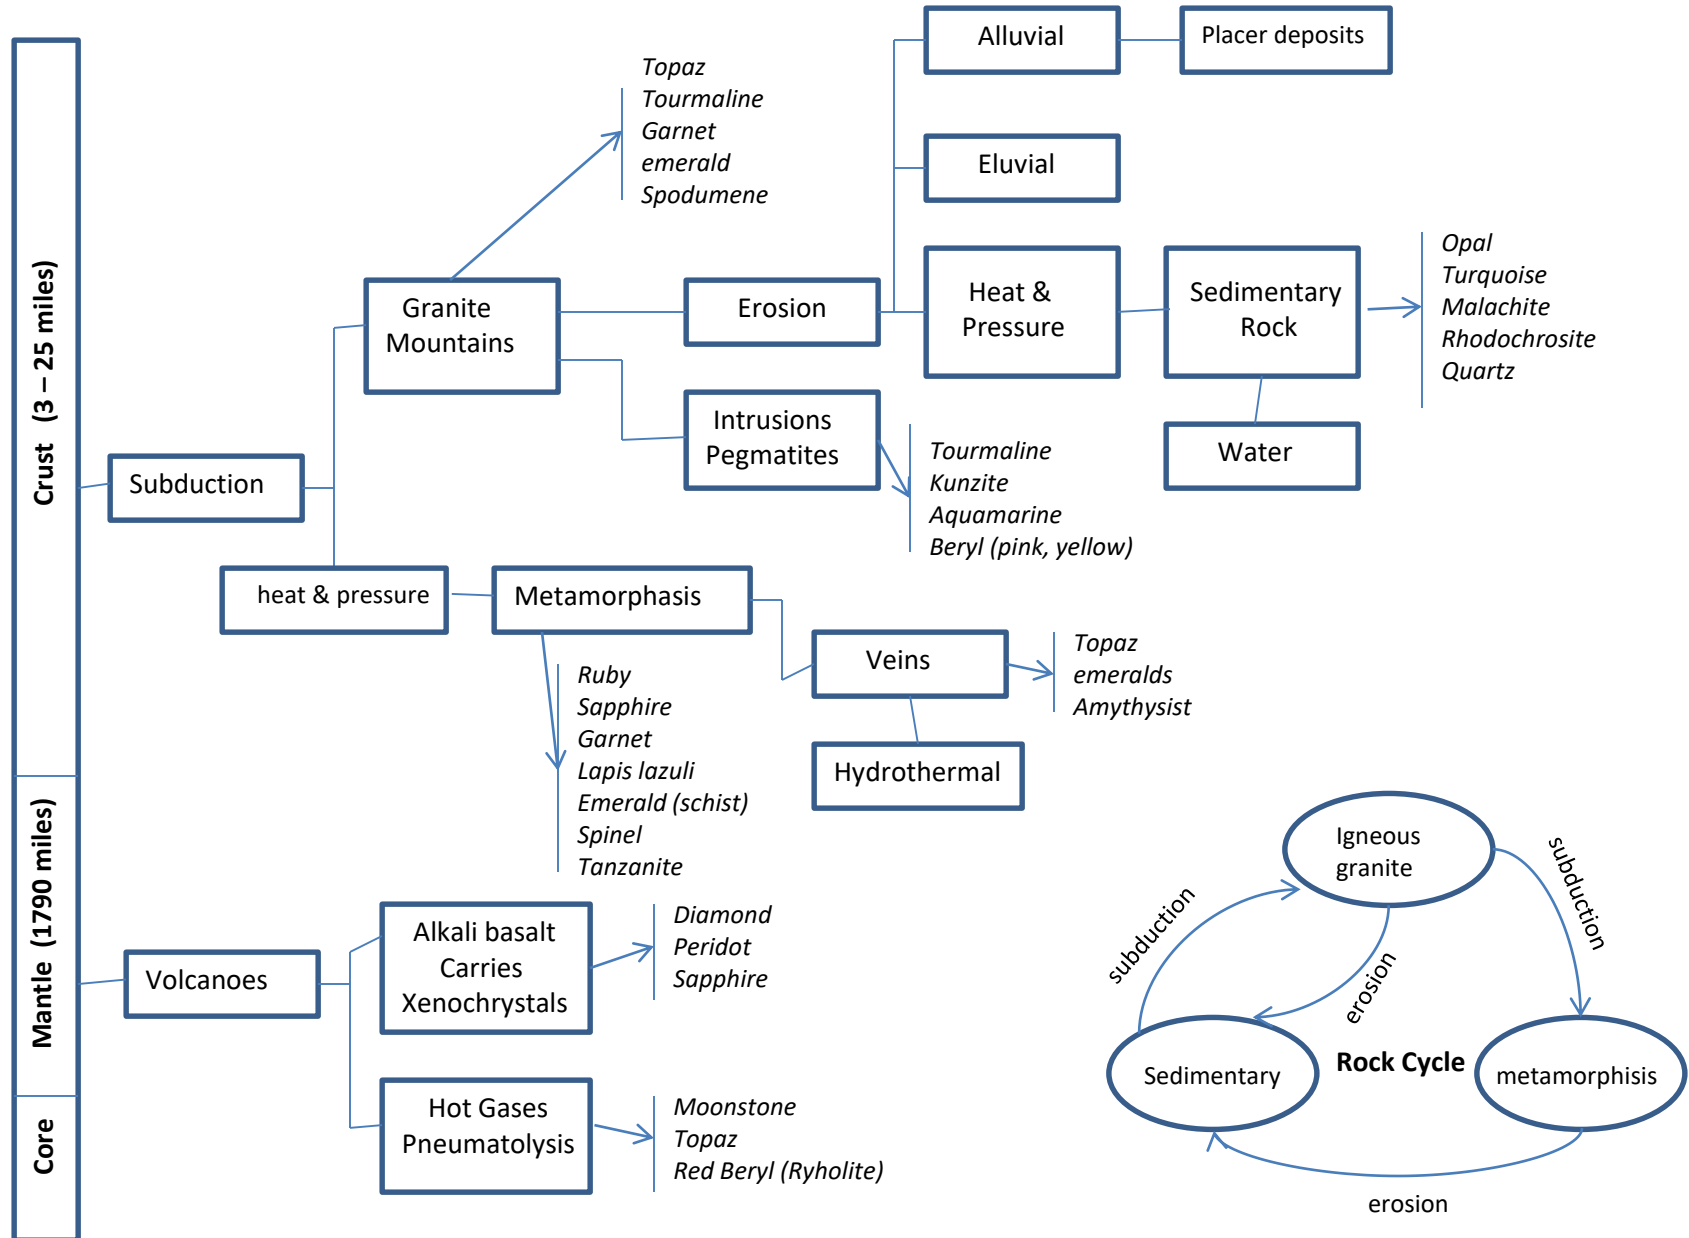 Crust (3 – 25 miles)
Mantle (1790 miles)
Core
Subduction
Granite
Mountains
Topaz
Tourmaline
Garnet
emerald
Spodumene
Erosion
Alluvial
Placer deposits
Eluvial
Heat &
Pressure
Sedimentary
Rock
Opal
Turquoise
Malachite
Rhodochrosite
Quartz
Water
Intrusions
Pegmatites
Tourmaline
Kunzite
Aquamarine
Beryl (pink, yellow)
heat & pressure
Metamorphasis
Ruby
Sapphire
Garnet
Lapis lazuli
Emerald (schist)
Spinel
Tanzanite
Veins
Topaz
emeralds
Amythysist
Hydrothermal
Volcanoes
Alkali basalt
Carries
Xenochrystals
Diamond
Peridot
Sapphire
Hot Gases
Pneumatolysis
Moonstone
Topaz
Red Beryl (Ryholite)
Igneous
granite
subduction
subduction
erosion
Rock Cycle
Sedimentary
metamorphisis
erosion